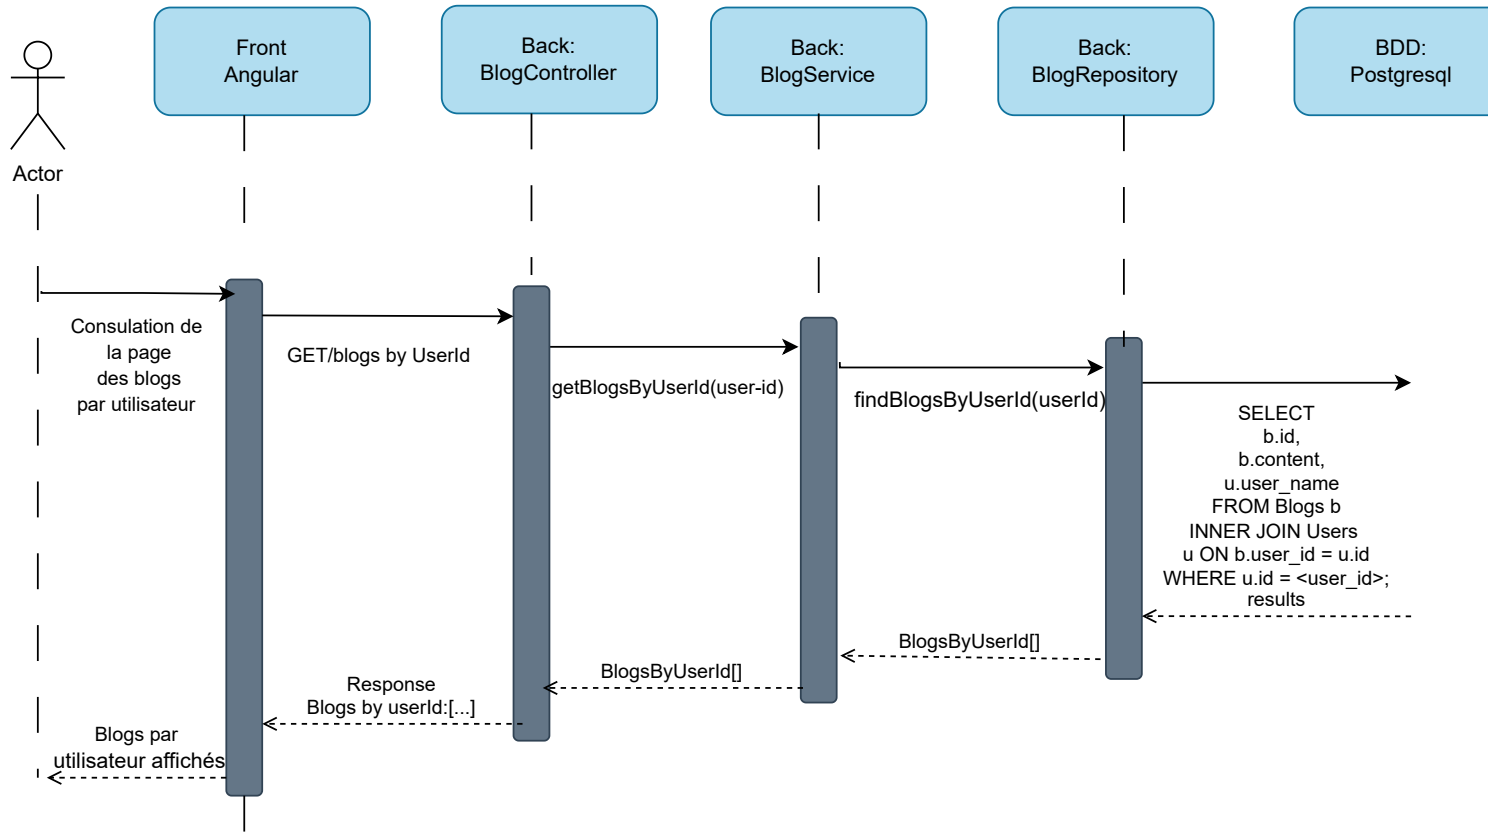 Front
Angular
Back:
BlogController
Back:
BlogService
Back:
BlogRepository
BDD:
Postgresql
Actor
Consulation de
la page
des blogs
par utilisateur
GET/blogs by UserId
getBlogsByUserId(user-id)
findBlogsByUserId(userId)
SELECT
b.id,
b.content,
u.user_name
FROM Blogs b
INNER JOIN Users
u ON b.user_id = u.id
WHERE u.id = <user_id>;
results
BlogsByUserId[]
BlogsByUserId[]
Response
Blogs by userId:[...]
Blogs par
utilisateur affichés